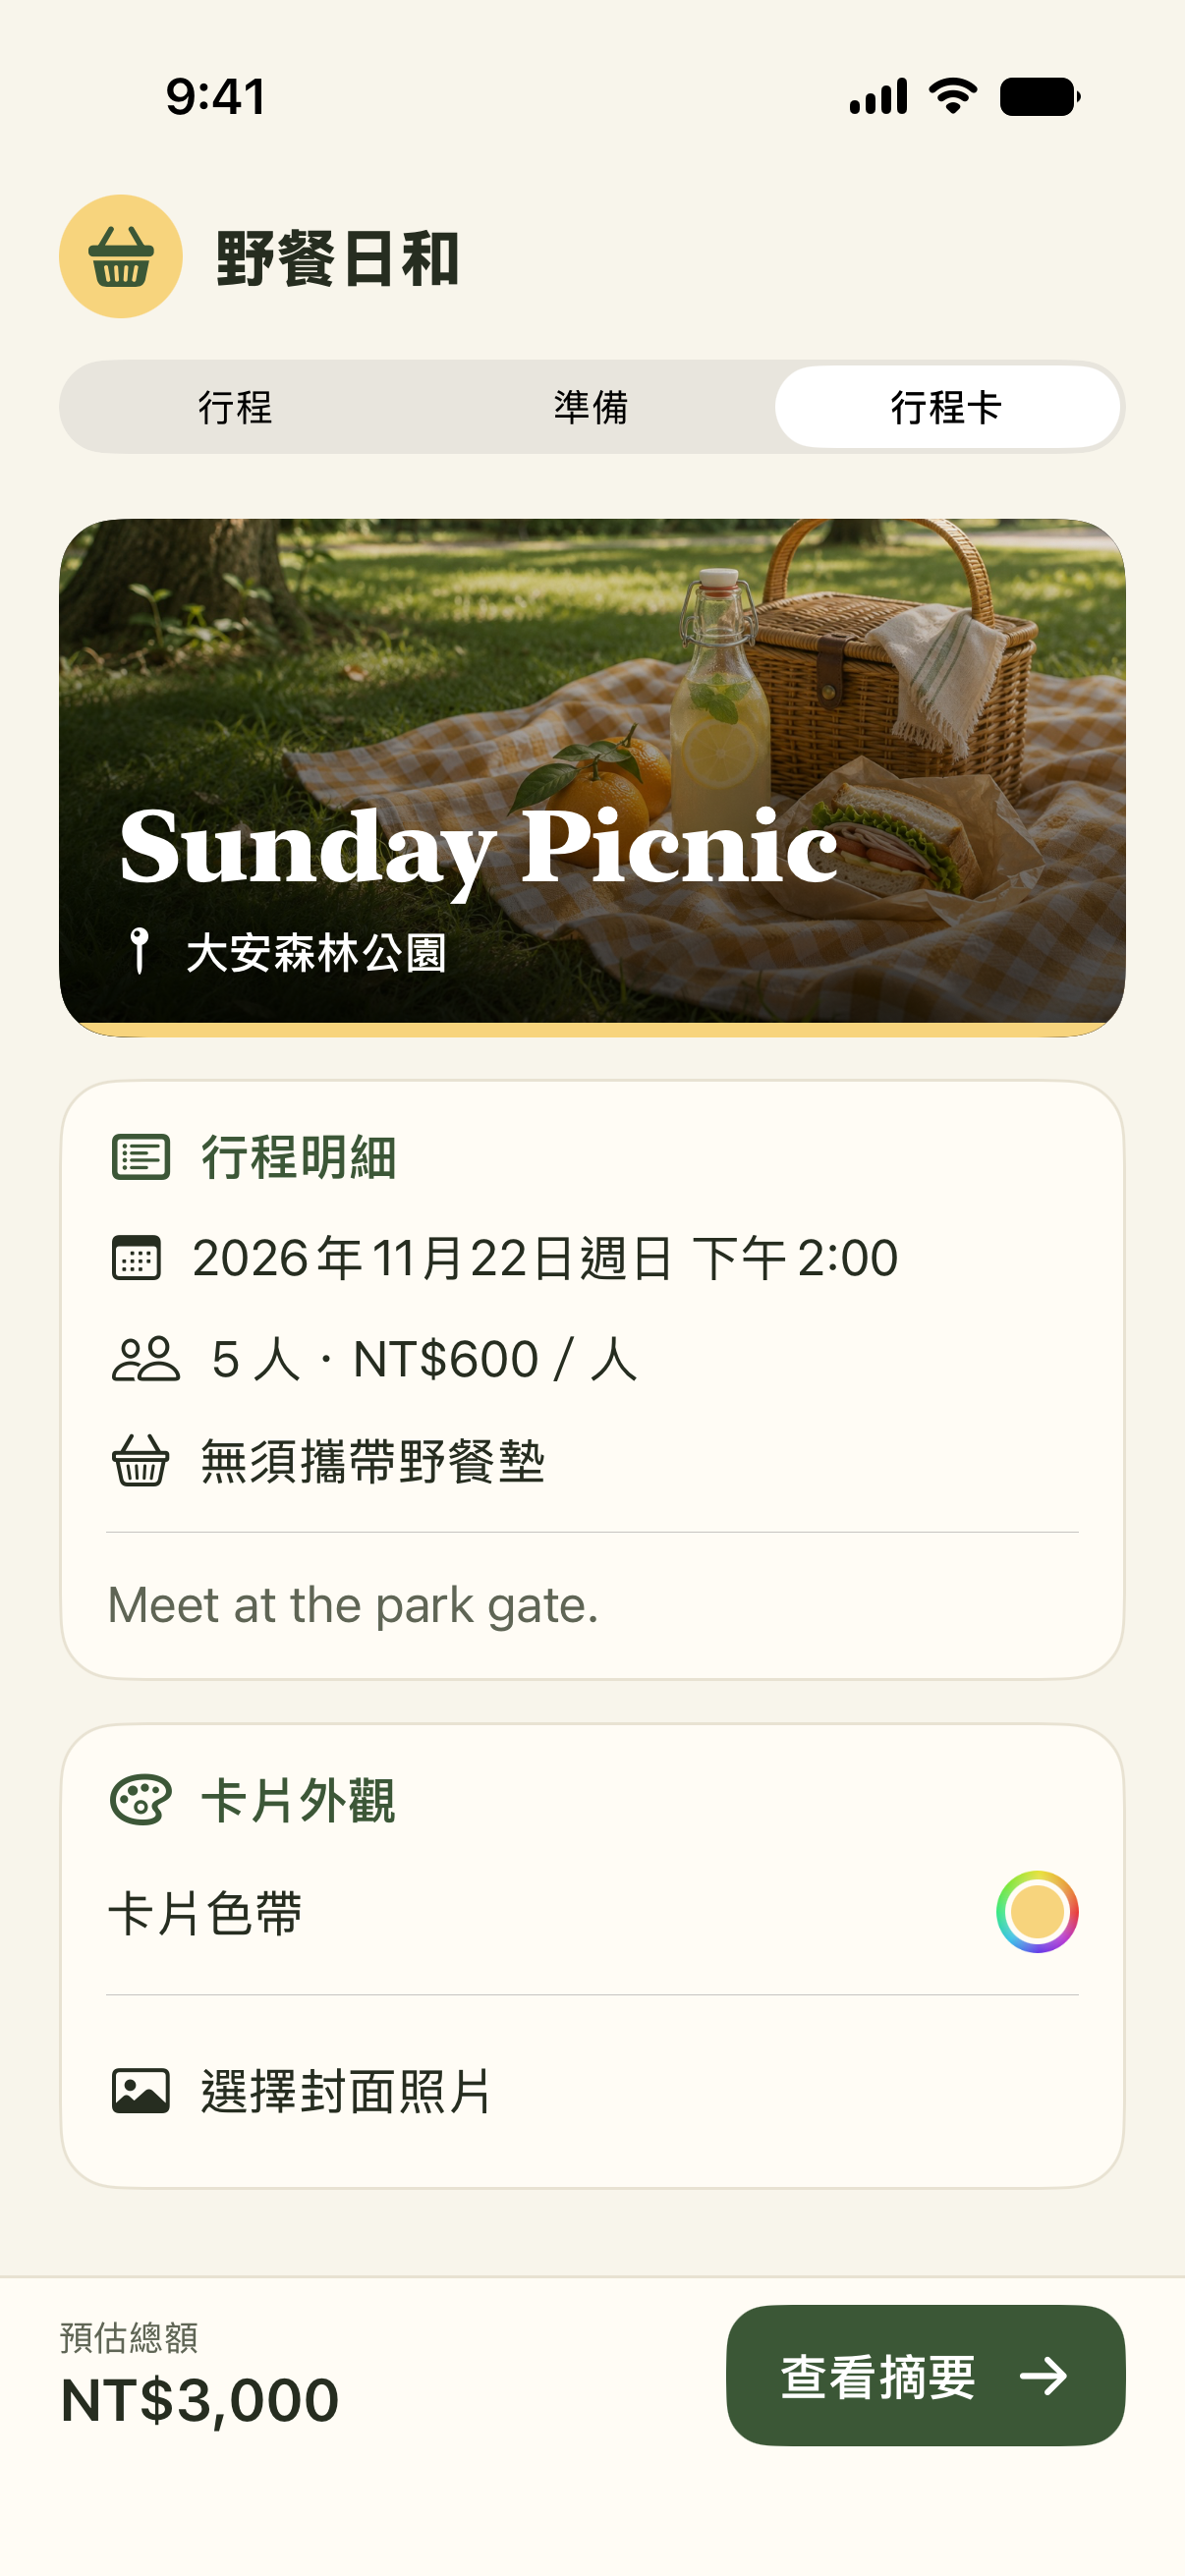 9:41
野餐日和
行程
準備
行程卡
Sunday Picnic
大安森林公園
行程明細
2026年11月22日週日 下午2:00
5 人 · NT$600 / 人
無須攜帶野餐墊
Meet at the park gate.
卡片外觀
卡片色帶
選擇封面照片
預估總額
NT$3,000
查看摘要